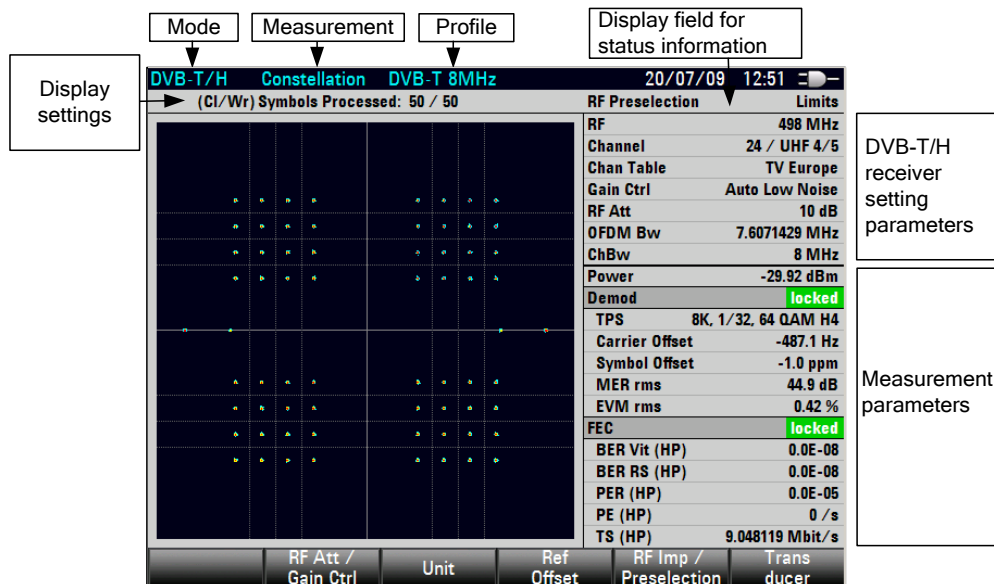 Mode
Measurement
Profile
Display field for
status information
Display
settings
DVB-T/H Constellation DVB-T 8MHz 20/07/09 12:51
(Cl/Wr) Symbols Processed: 50 / 50 RF Preselection Limits
RF 498 MHz
Channel 24 / UHF 4/5
Chan Table TV Europe
Gain Ctrl Auto Low Noise
RF Att 10 dB
OFDM Bw 7.6071429 MHz
ChBw 8 MHz
Power -29.92 dBm
Demod locked
TPS 8K, 1/32, 64 QAM H4
Carrier Offset -487.1 Hz
Symbol Offset -1.0 ppm
MER rms 44.9 dB
EVM rms 0.42 %
FEC locked
BER Vit (HP) 0.0E-08
BER RS (HP) 0.0E-08
PER (HP) 0.0E-05
PE (HP) 0 /s
TS (HP) 9.048119 Mbit/s
RF Att /
Gain Ctrl
Unit
Ref
Offset
RF Imp /
Preselection
Trans
ducer
DVB-T/H
receiver
setting
parameters
Measurement
parameters